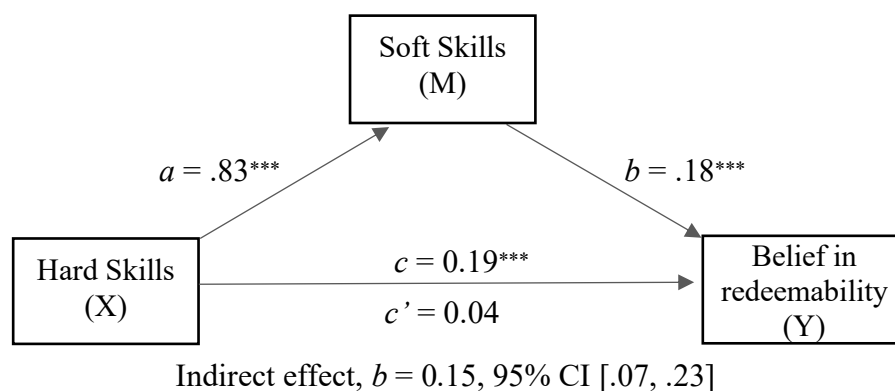 Soft Skills
(M)
a = .83***
b = .18***
Hard Skills
(X)
c = 0.19***
c’ = 0.04
Belief in
redeemability
(Y)
Indirect effect, b = 0.15, 95% CI [.07, .23]